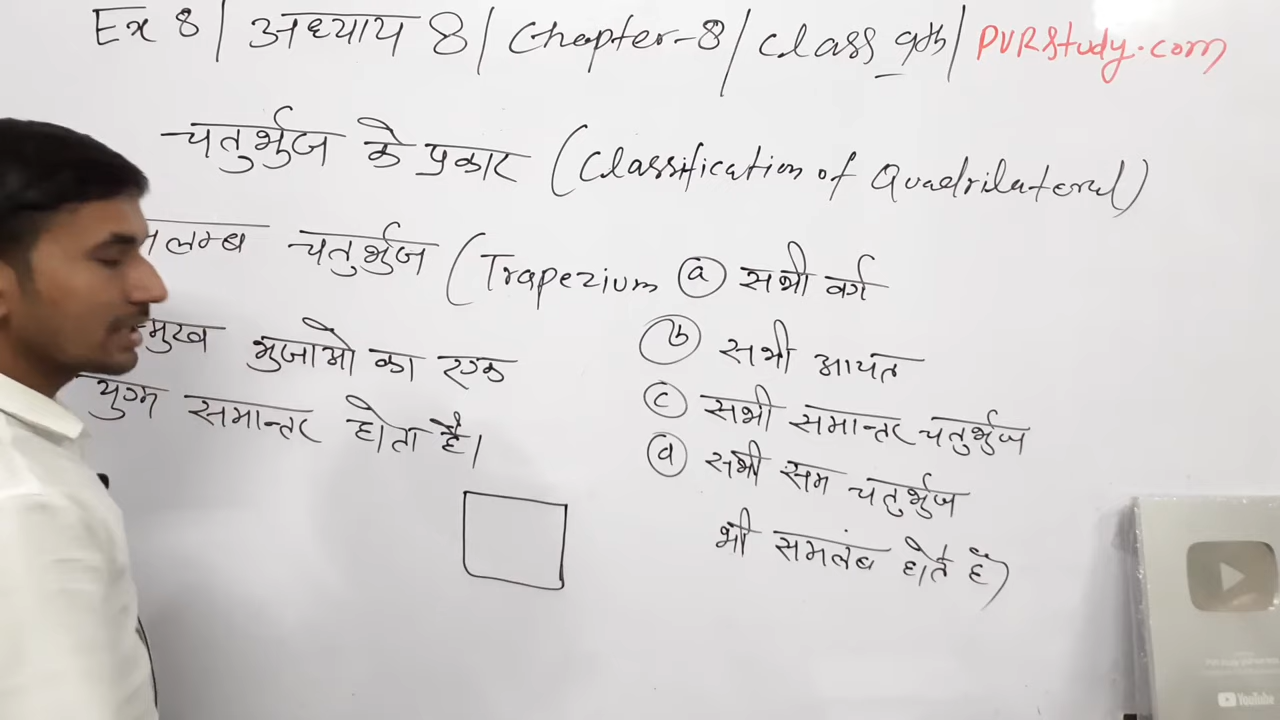 Ex 8 | अध्याय 8 | Chapter-8 | Class 9th | PVRStudy.com
चतुर्भुज के प्रकार (Classification of Quadrilateral)
चतुर्भुज (Trapezium
भुजाओ का एक
युग्म समान्तर होता है।
(a) सभी वर्ग
(b) सभी आयत
(c) सभी समान्तर चतुर्भुज
(d) सभी सम चतुर्भुज
भी समलंब होते है)
YouTube